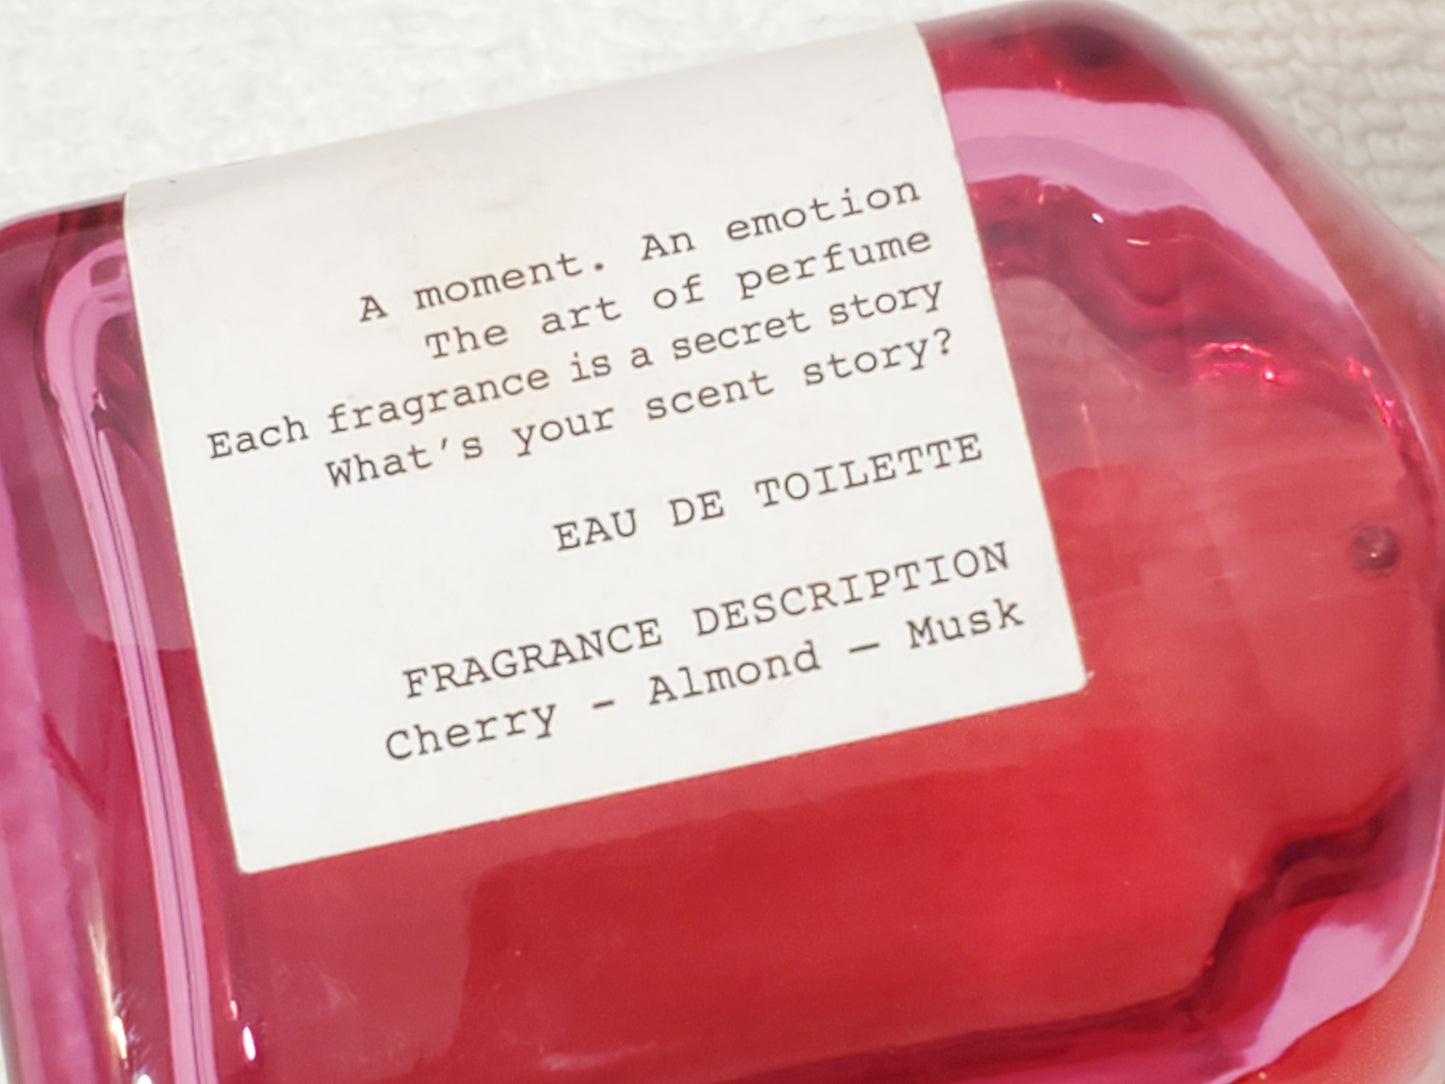 A moment. An emotion
The art of perfume
Each fragrance is a secret story
What's your scent story?
EAU DE TOILETTE
FRAGRANCE DESCRIPTION
Cherry - Almond - Musk